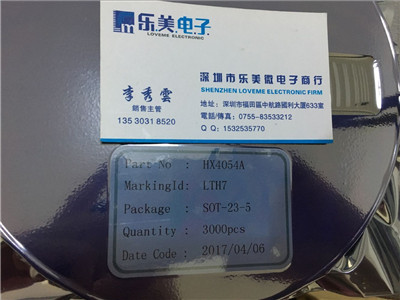 乐美·电子
LOVEME ELECTRONIC
深圳市乐美微电子商行
SHENZHEN LOVEME ELECTRONIC FIRM
李秀雲
銷售主管
135 3031 8520
地址：深圳市福田區中航路國利大厦633室
電話/傳真：0755-83533212
Q Q：1532535770
Part No : HX4054A
MarkingId: LTH7
Package : SOT-23-5
Quantity : 3000pcs
Date Code : 2017/04/06